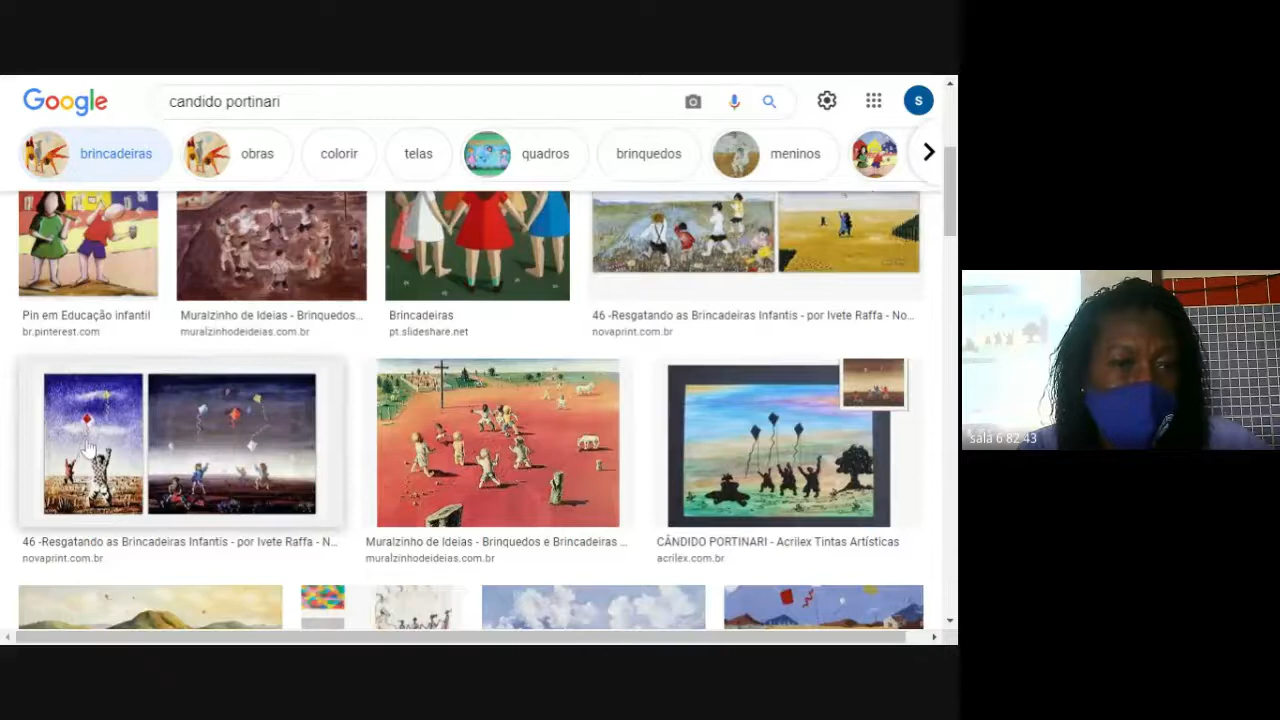 Google
candido portinari
S
brincadeiras
obras
colorir
telas
quadros
brinquedos
meninos
Pin em Educação infantil
br.pinterest.com
Muralzinho de Ideias - Brinquedos...
muralzinhodeideias.com.br
Brincadeiras
pt.slideshare.net
46 -Resgatando as Brincadeiras Infantis - por Ivete Raffa - No...
novaprint.com.br
46 -Resgatando as Brincadeiras Infantis - por Ivete Raffa - N...
novaprint.com.br
Muralzinho de Ideias - Brinquedos e Brincadeiras ...
muralzinhodeideias.com.br
CÂNDIDO PORTINARI - Acrilex Tintas Artísticas
acrilex.com.br
sala 6 82 43